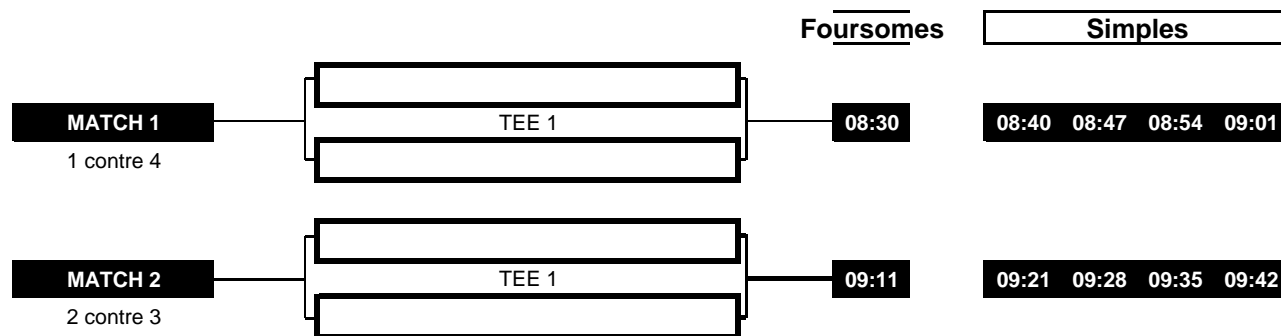 Foursomes Simples
MATCH 1 TEE 1 08:30 08:40 08:47 08:54 09:01
1 contre 4
MATCH 2 TEE 1 09:11 09:21 09:28 09:35 09:42
2 contre 3